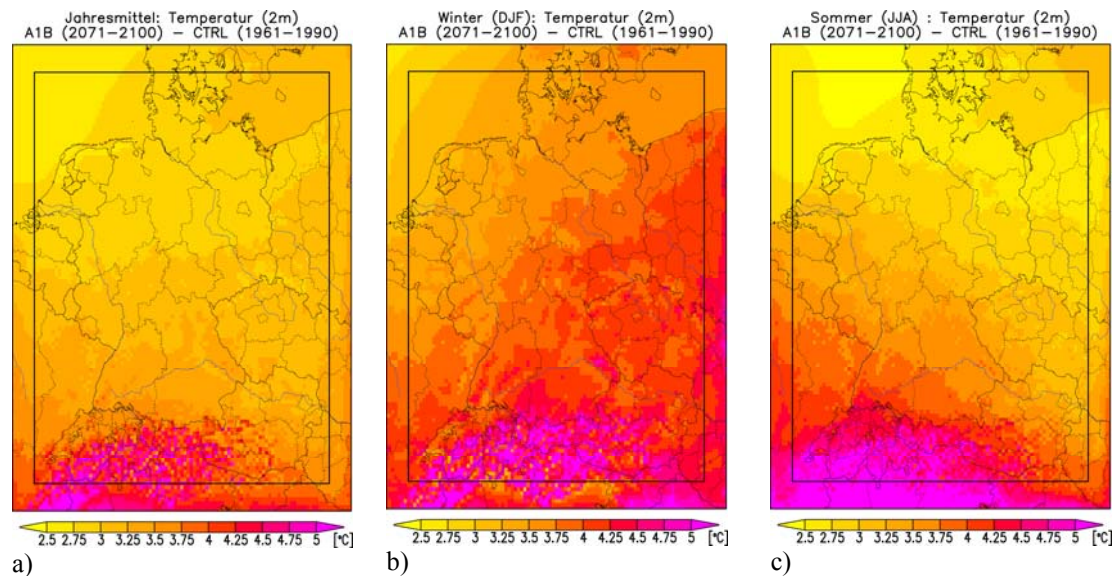 Jahresmittel: Temperatur (2m)
A1B (2071−2100) − CTRL (1961−1990)
Winter (DJF): Temperatur (2m)
A1B (2071−2100) − CTRL (1961−1990)
Sommer (JJA) : Temperatur (2m)
A1B (2071−2100) − CTRL (1961−1990)
2.5 2.75 3 3.25 3.5 3.75 4 4.25 4.5 4.75 5 [°C]
2.5 2.75 3 3.25 3.5 3.75 4 4.25 4.5 4.75 5 [°C]
2.5 2.75 3 3.25 3.5 3.75 4 4.25 4.5 4.75 5 [°C]
a)
b)
c)